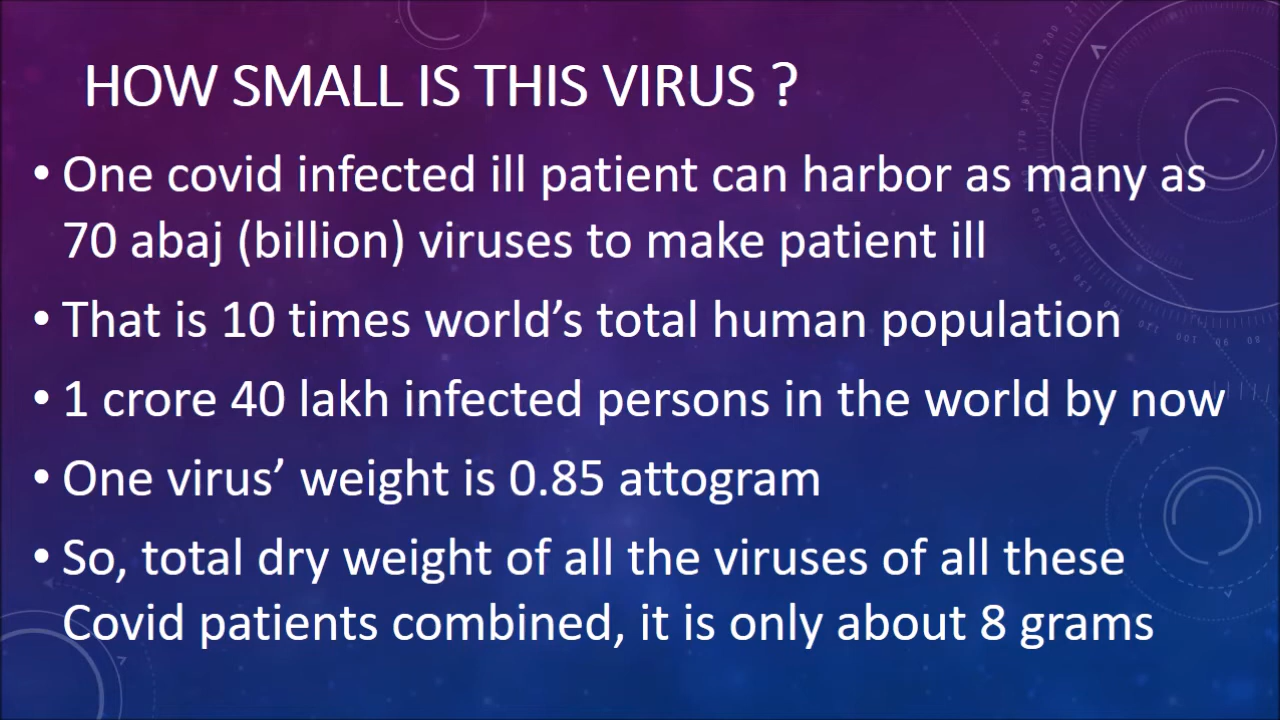 HOW SMALL IS THIS VIRUS ?
• One covid infected ill patient can harbor as many as
70 abaj (billion) viruses to make patient ill
• That is 10 times world’s total human population
• 1 crore 40 lakh infected persons in the world by now
• One virus’ weight is 0.85 attogram
• So, total dry weight of all the viruses of all these
Covid patients combined, it is only about 8 grams